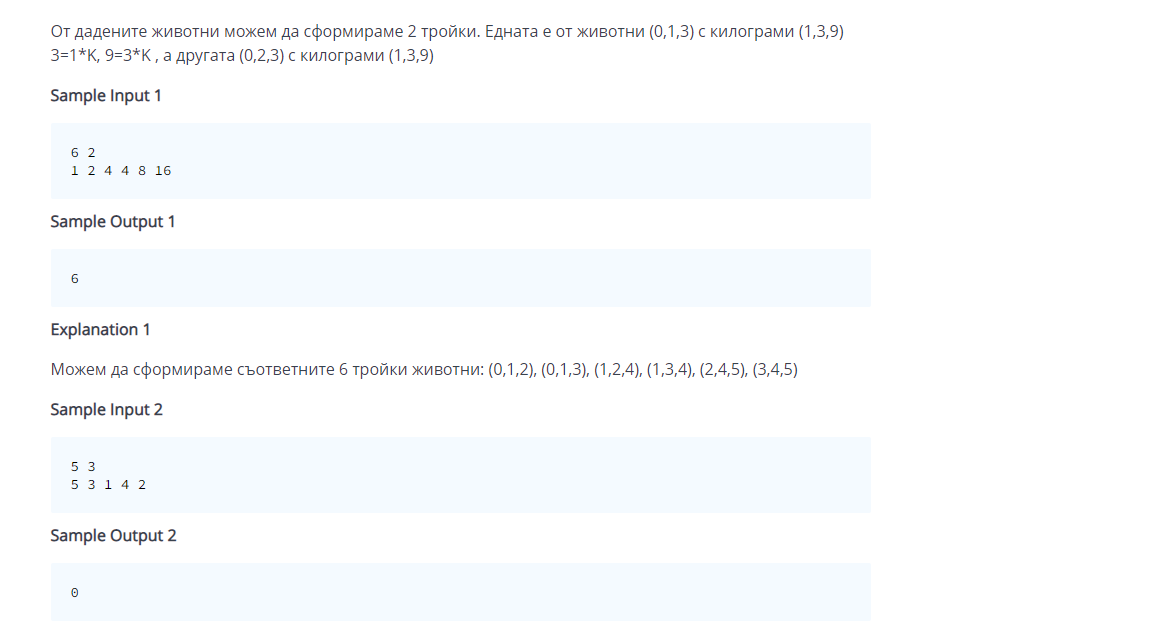 От дадените животни можем да сформираме 2 тройки. Едната е от животни (0,1,3) с килограми (1,3,9)
3=1*K, 9=3*K , а другата (0,2,3) с килограми (1,3,9)
Sample Input 1
6 2
1 2 4 4 8 16
Sample Output 1
6
Explanation 1
Можем да сформираме съответните 6 тройки животни: (0,1,2), (0,1,3), (1,2,4), (1,3,4), (2,4,5), (3,4,5)
Sample Input 2
5 3
5 3 1 4 2
Sample Output 2
0